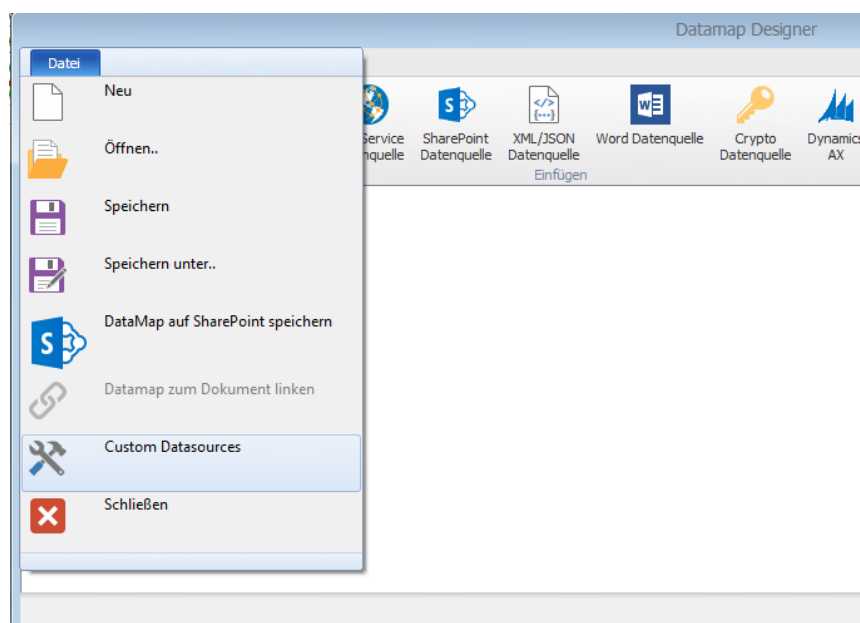 Datamap Designer
Datei
Neu
Öffnen..
Speichern
Speichern unter..
DataMap auf SharePoint speichern
Datamap zum Dokument linken
Custom Datasources
Schließen
Service
SharePoint
Datenquelle
XML/JSON
Datenquelle
Word Datenquelle
Crypto
Datenquelle
Dynamics
AX
Einfügen